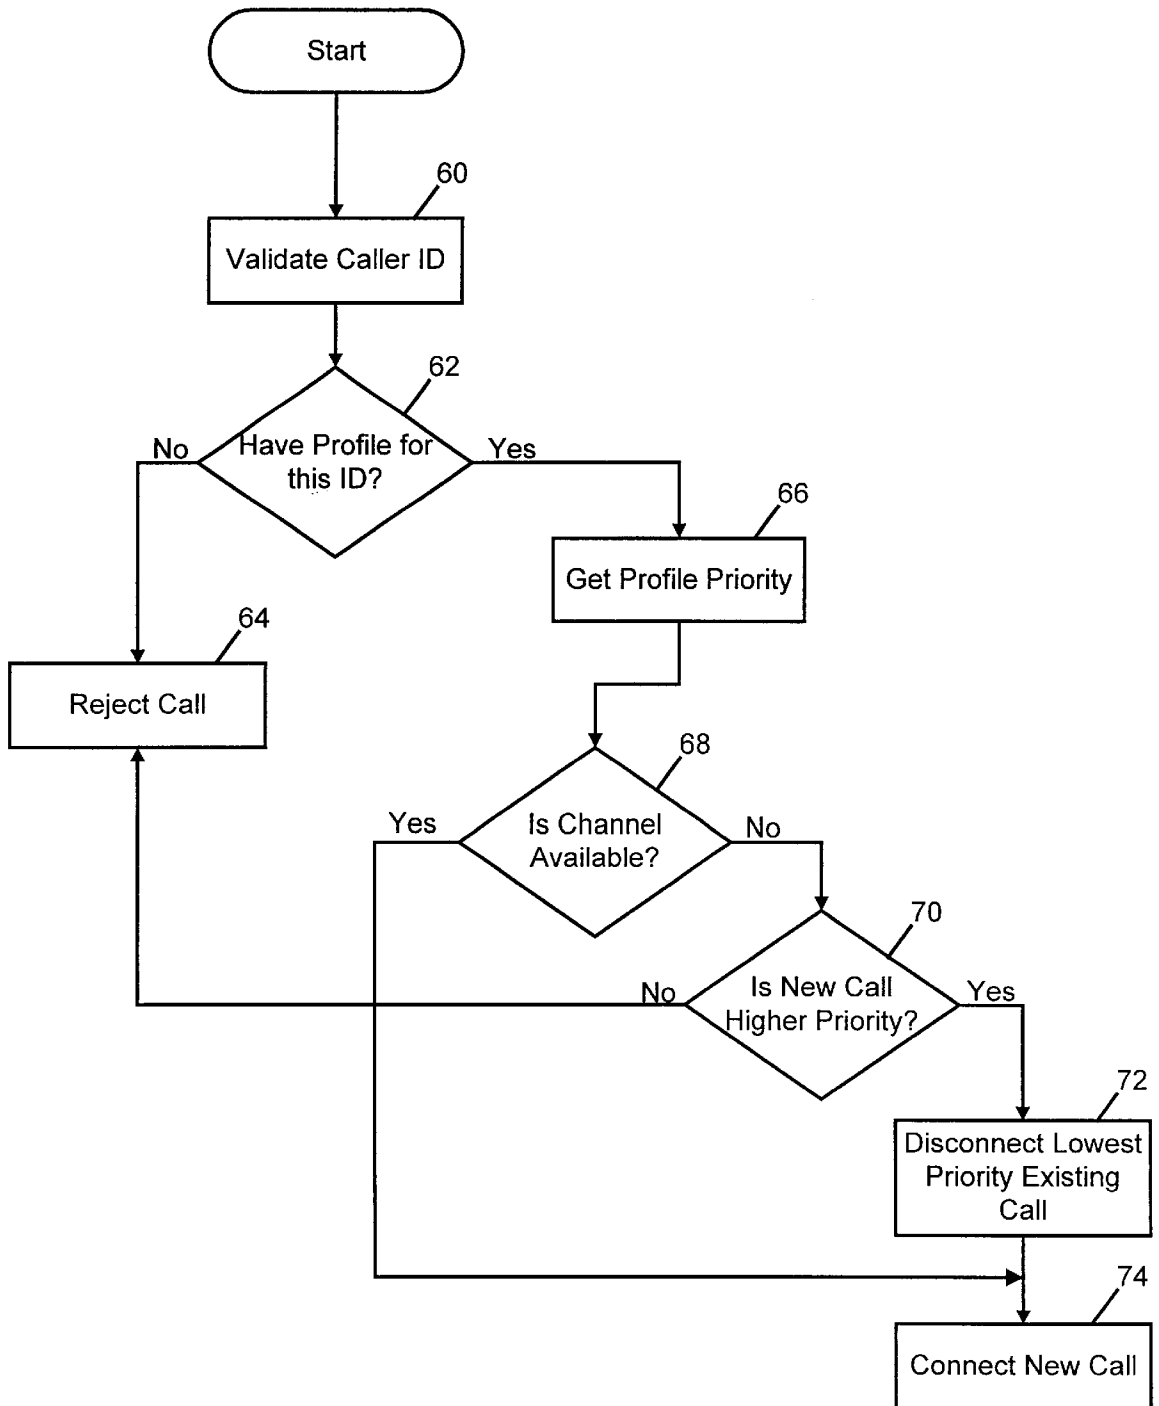 Start
60
Validate Caller ID
62
No
Have Profile for
this ID?
Yes
66
Get Profile Priority
64
Reject Call
68
Yes
Is Channel
Available?
No
70
No
Is New Call
Higher Priority?
Yes
72
Disconnect Lowest
Priority Existing
Call
74
Connect New Call